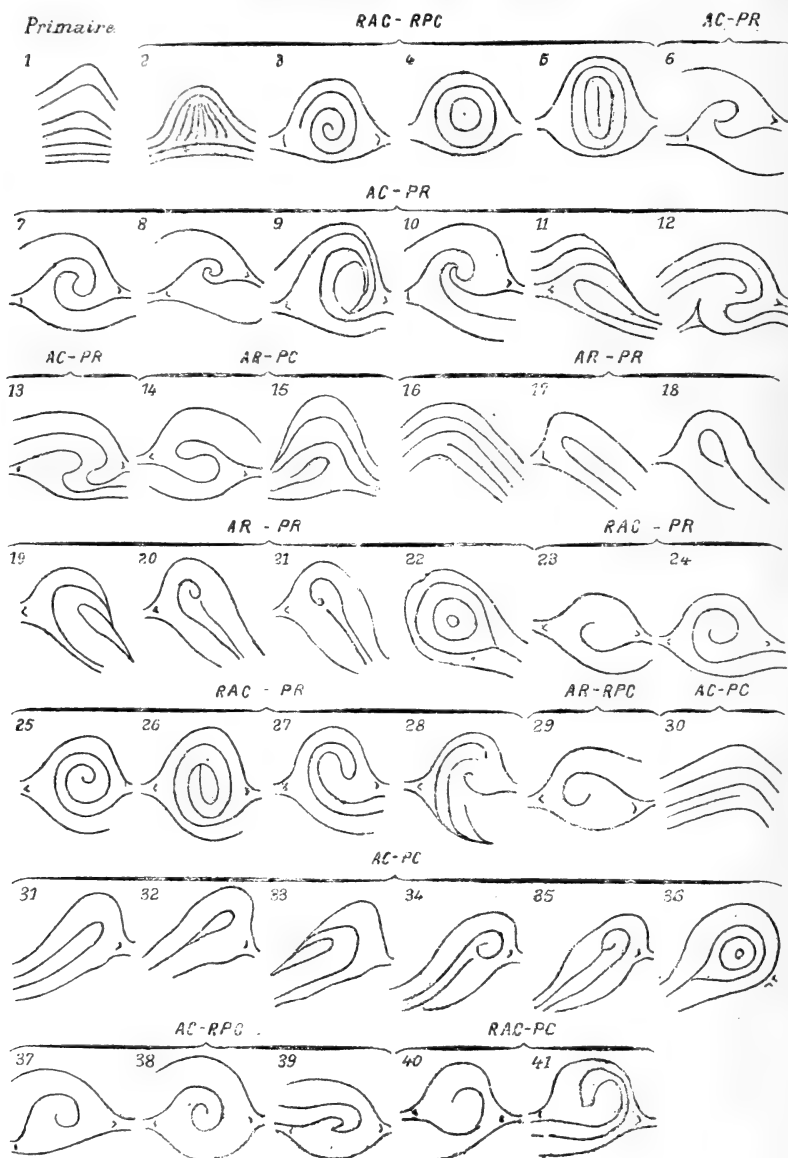 Primaire. RAC-RPC AC-PR
1 2 3 4 5 6
AC-PR
7 8 9 10 11 12
AC-PR AR-PC AR-PR
13 14 15 16 17 18
AR-PR RAC-PR
19 20 21 22 23 24
RAC-PR AR-RPC AC-PC
25 26 27 28 29 30
AC-PC
31 32 33 34 35 36
AC-RPC. RAC-PC
37 38 39 40 41